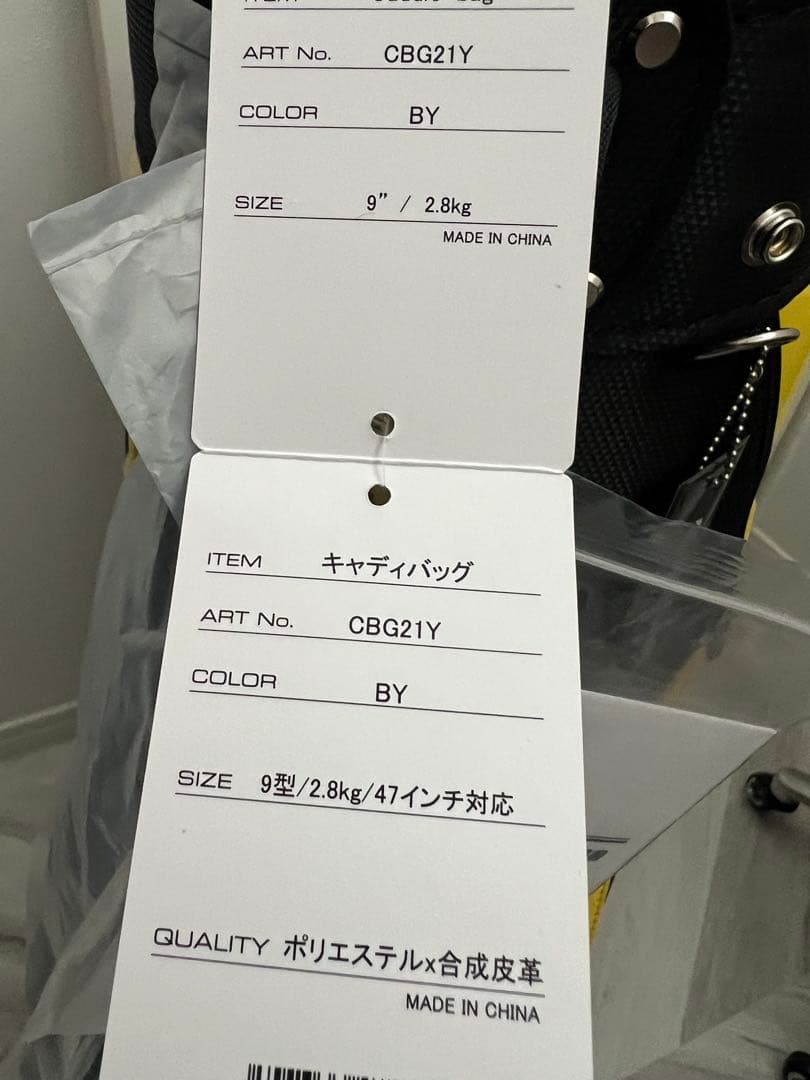 ART No. CBG21Y
COLOR BY
SIZE 9” / 2.8kg
MADE IN CHINA
ITEM キャディバッグ
ART No. CBG21Y
COLOR BY
SIZE 9型/2.8kg/47インチ対応
QUALITY ポリエステルx合成皮革
MADE IN CHINA